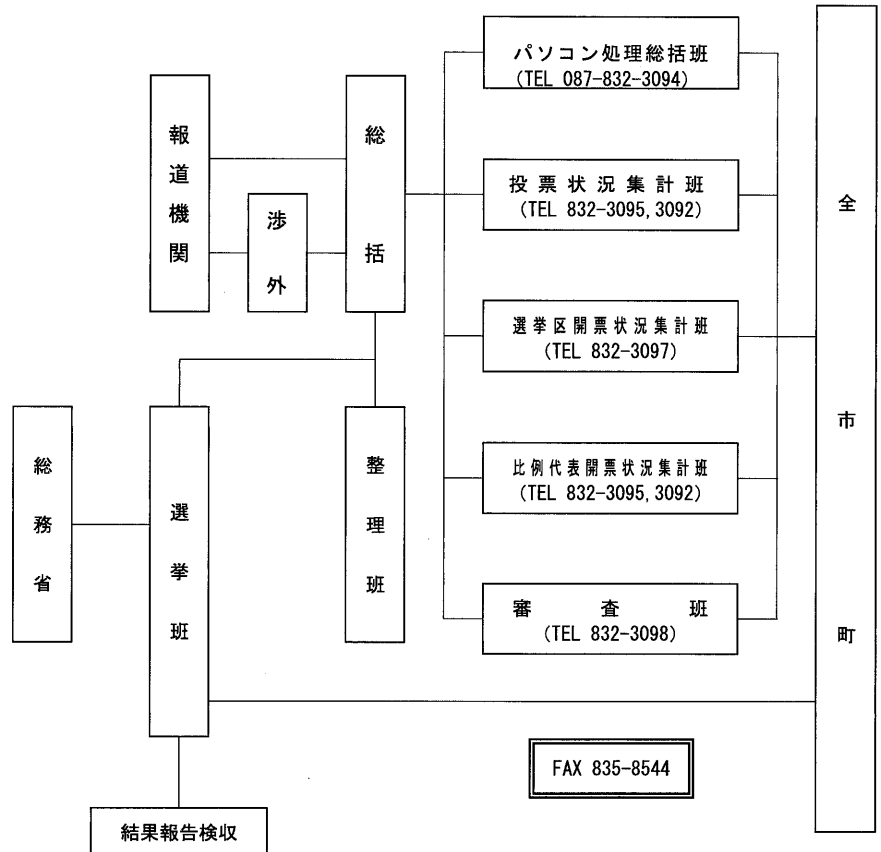 パソコン処理総括班
(TEL 087-832-3094)
報道機関
総括
渉外
投票状況集計班
(TEL 832-3095,3092)
全市町
選挙区開票状況集計班
(TEL 832-3097)
総務省
選挙班
整理班
比例代表開票状況集計班
(TEL 832-3095,3092)
審査班
(TEL 832-3098)
FAX 835-8544
結果報告検収